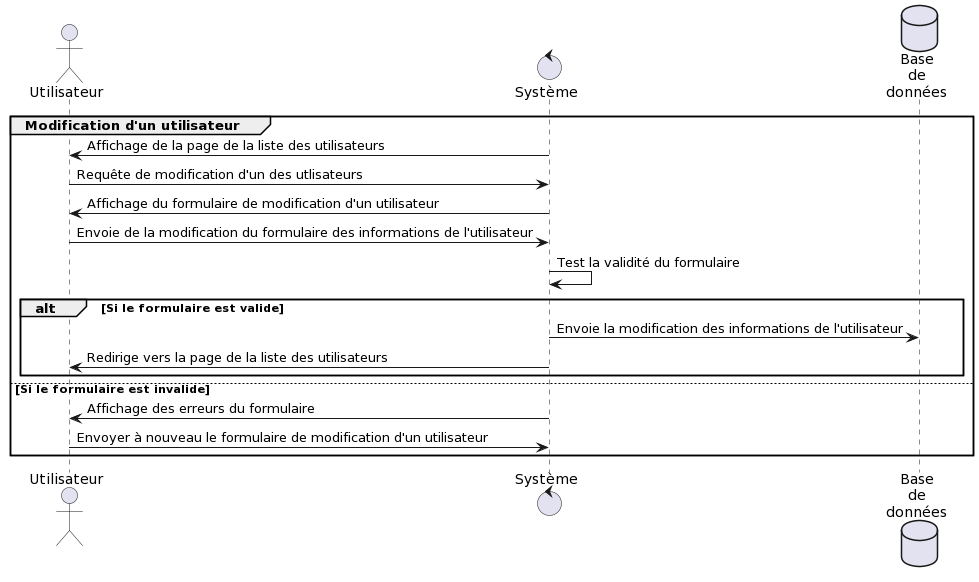 Utilisateur
Système
Base
de
données
Modification d'un utilisateur
Affichage de la page de la liste des utilisateurs
Requête de modification d'un des utlisateurs
Affichage du formulaire de modification d'un utilisateur
Envoie de la modification du formulaire des informations de l'utilisateur
Test la validité du formulaire
alt [Si le formulaire est valide]
Envoie la modification des informations de l'utilisateur
Redirige vers la page de la liste des utilisateurs
[Si le formulaire est invalide]
Affichage des erreurs du formulaire
Envoyer à nouveau le formulaire de modification d'un utilisateur
Utilisateur
Système
Base
de
données